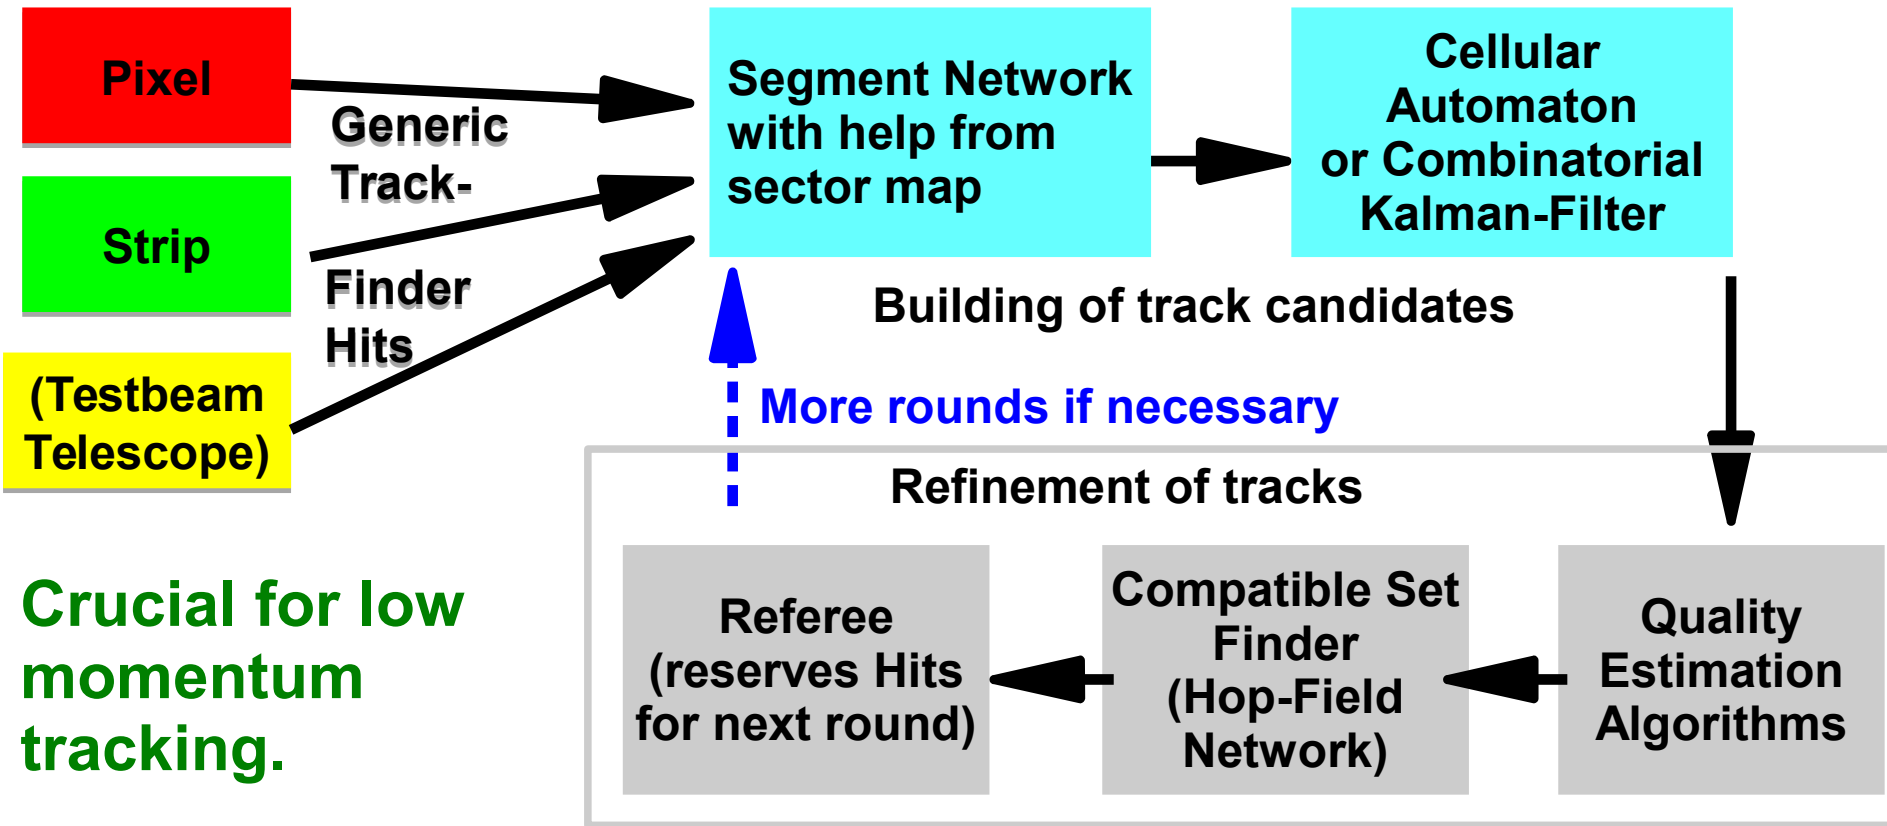 Pixel
Strip
(Testbeam
Telescope)
Generic
Track-
Finder
Hits
Segment Network
with help from
sector map
Cellular
Automaton
or Combinatorial
Kalman-Filter
Building of track candidates
More rounds if necessary
Refinement of tracks
Referee
(reserves Hits
for next round)
Compatible Set
Finder
(Hop-Field
Network)
Quality
Estimation
Algorithms
Crucial for low
momentum
tracking.